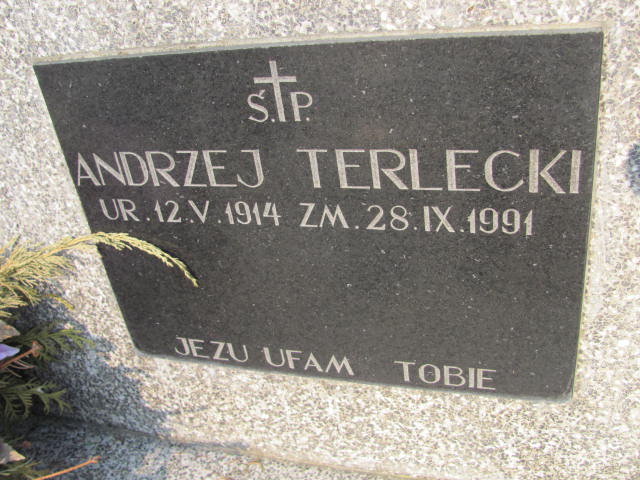 Ś.P.
ANDRZEJ TERLECKI
UR.12.V.1914 ZM.28.IX.1991
JEZU UFAM TOBIE